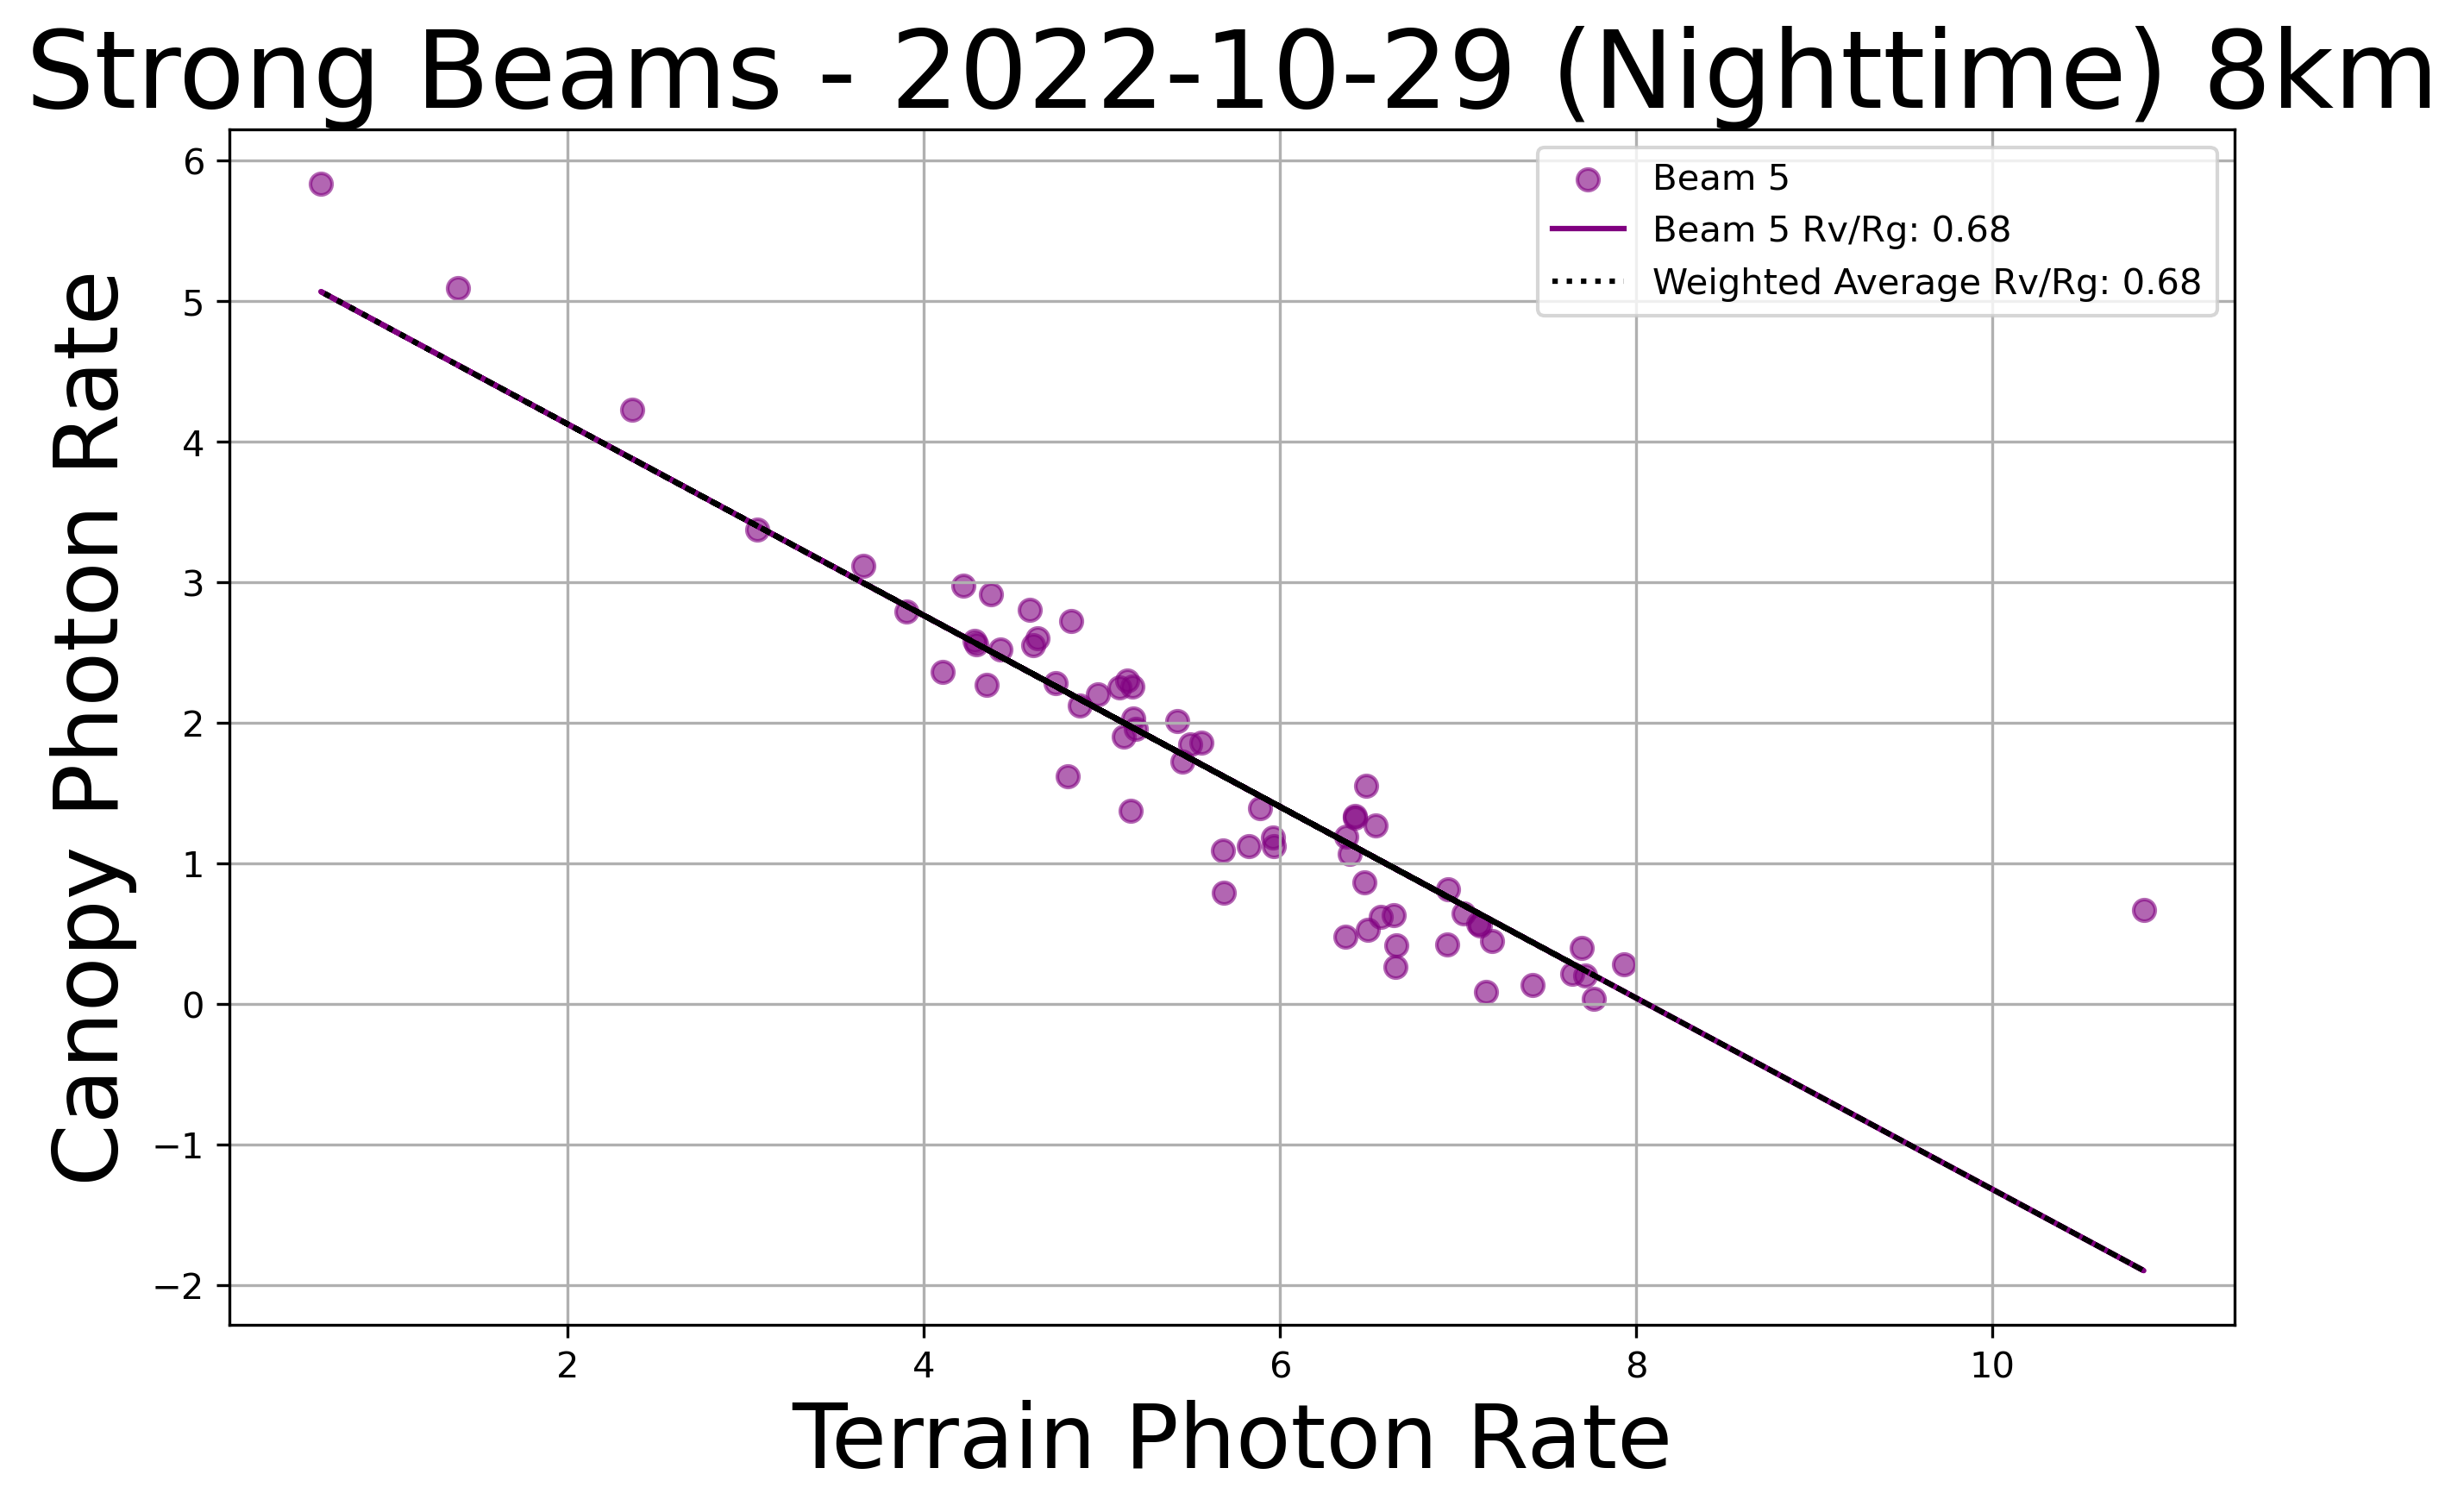 Strong Beams - 2022-10-29 (Nighttime) 8km
Beam 5
Beam 5 Rv/Rg: 0.68
Weighted Average Rv/Rg: 0.68
Canopy Photon Rate
6
5
4
3
2
1
0
−1
−2
2 4 6 8 10
Terrain Photon Rate